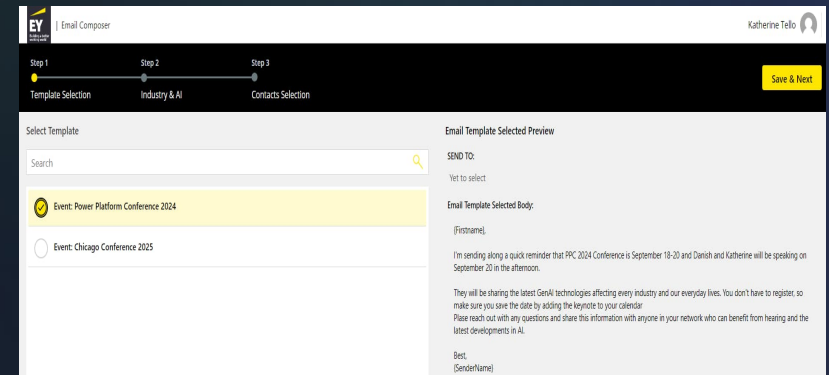 EY
| Email Composer
Katherine Tello
Step 1
Step 2
Step 3
Template Selection
Industry & AI
Contacts Selection
Save & Next
Select Template
Search
Event: Power Platform Conference 2024
Event: Chicago Conference 2025
Email Template Selected Preview
SEND TO:
Yet to select
Email Template Selected Body:
{Firstname},
I'm sending along a quick reminder that PPC 2024 Conference is September 18-20 and Danish and Katherine will be speaking on
September 20 in the afternoon.
They will be sharing the latest GenAI technologies affecting every industry and our everyday lives. You don't have to register, so
make sure you save the date by adding the keynote to your calendar
Plase reach out with any questions and share this information with anyone in your network who can benefit from hearing and the
latest developments in AI.
Best,
{SenderName}